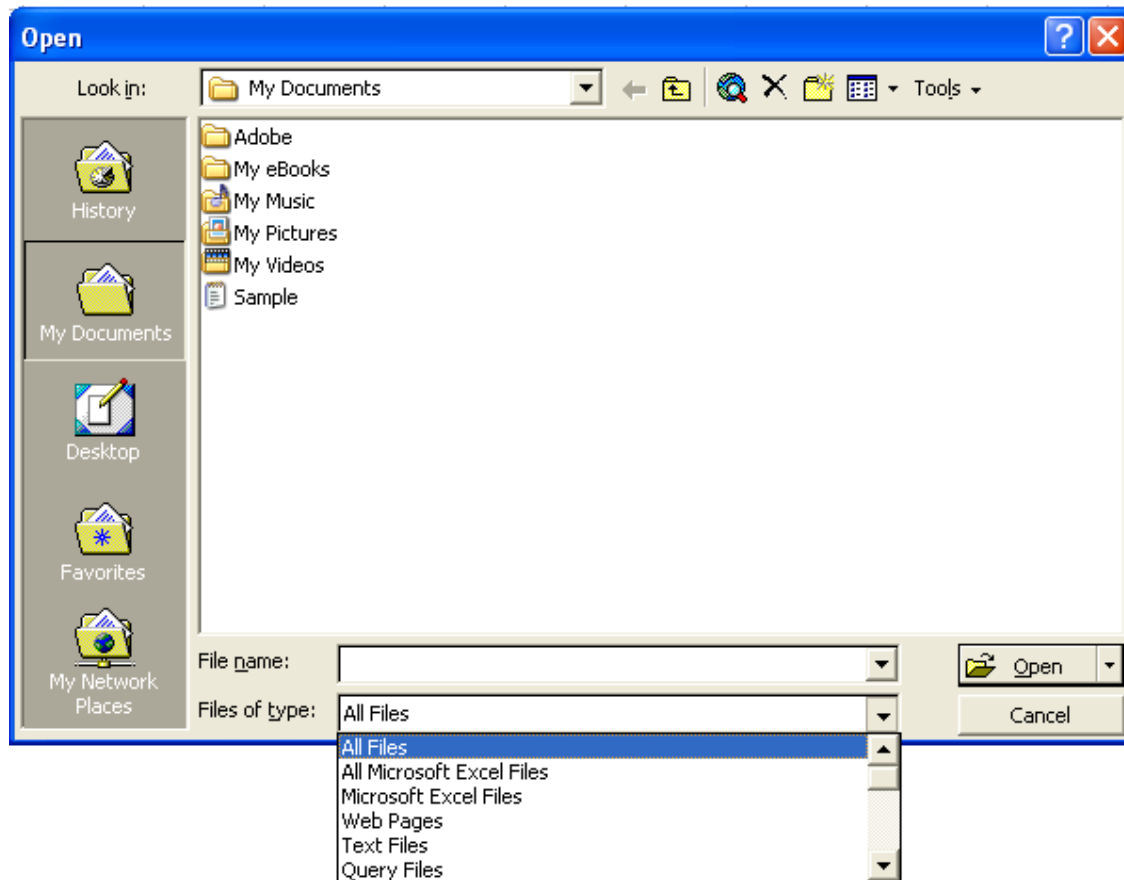 Open
Look in:
My Documents
Tools
History
My Documents
Desktop
Favorites
My Network
Places
Adobe
My eBooks
My Music
My Pictures
My Videos
Sample
File name:
Open
Files of type:
All Files
Cancel
All Files
All Microsoft Excel Files
Microsoft Excel Files
Web Pages
Text Files
Query Files